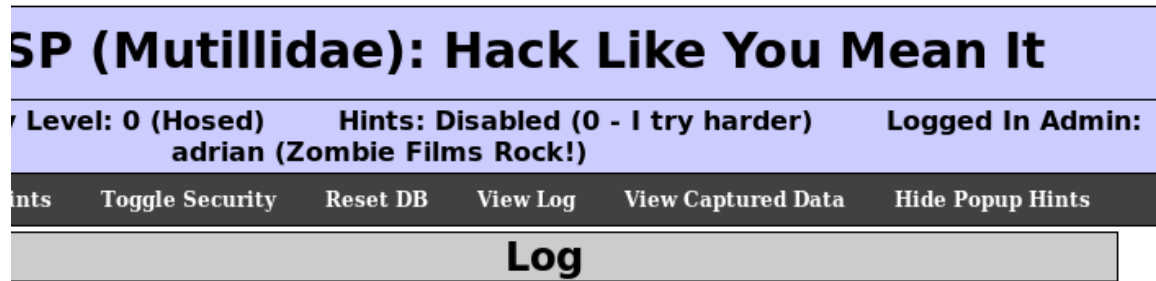 SP (Mutillidae): Hack Like You Mean It
Level: 0 (Hosed) Hints: Disabled (0 - I try harder) Logged In Admin:
adrian (Zombie Films Rock!)
ints Toggle Security Reset DB View Log View Captured Data Hide Popup Hints
Log